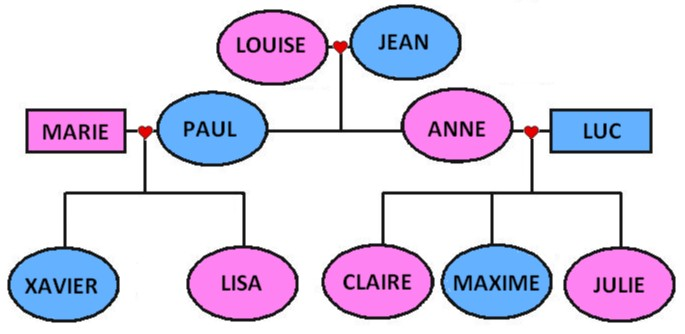 LOUISE
JEAN
MARIE
PAUL
ANNE
LUC
XAVIER
LISA
CLAIRE
MAXIME
JULIE